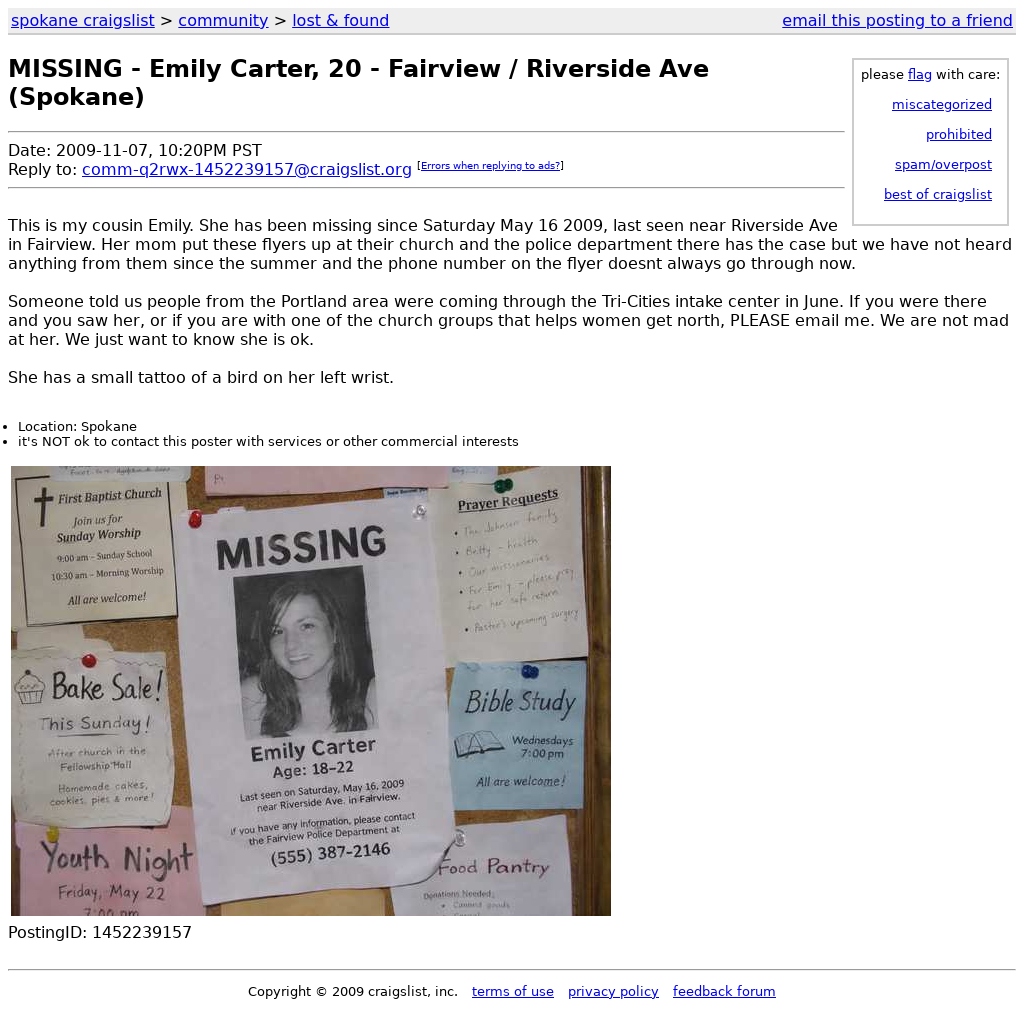 spokane craigslist > community > lost & found
email this posting to a friend
MISSING - Emily Carter, 20 - Fairview / Riverside Ave
(Spokane)
please flag with care:
miscategorized
prohibited
spam/overpost
best of craigslist
Date: 2009-11-07, 10:20PM PST
Reply to: comm-q2rwx-1452239157@craigslist.org [Errors when replying to ads?]
This is my cousin Emily. She has been missing since Saturday May 16 2009, last seen near Riverside Ave
in Fairview. Her mom put these flyers up at their church and the police department there has the case but we have not heard
anything from them since the summer and the phone number on the flyer doesnt always go through now.
Someone told us people from the Portland area were coming through the Tri-Cities intake center in June. If you were there
and you saw her, or if you are with one of the church groups that helps women get north, PLEASE email me. We are not mad
at her. We just want to know she is ok.
She has a small tattoo of a bird on her left wrist.
• Location: Spokane
• it's NOT ok to contact this poster with services or other commercial interests
First Baptist Church
Join us for
Sunday Worship
9:00 am – Sunday School
10:30 am – Morning Worship
All are welcome!
MISSING
Emily Carter
Age: 18–22
Last seen on Saturday, May 16, 2009
near Riverside Ave. in Fairview.
If you have any information, please contact
the Fairview Police Department at
(555) 387–2146
Prayer Requests
• The Johnson family
• Betty – health
• Our missionaries
• For Emily – please pray
for her safe return
• Pastor's upcoming surgery
Bake Sale!
This Sunday!
After church in the
Fellowship Hall
Homemade cakes,
cookies, pies & more!
Bible Study
Wednesdays
7:00 pm
All are welcome!
Youth Night
Friday, May 22
7:00 pm
Food Pantry
Donations Needed:
• Canned goods
• Cereal
PostingID: 1452239157
Copyright © 2009 craigslist, inc. terms of use privacy policy feedback forum